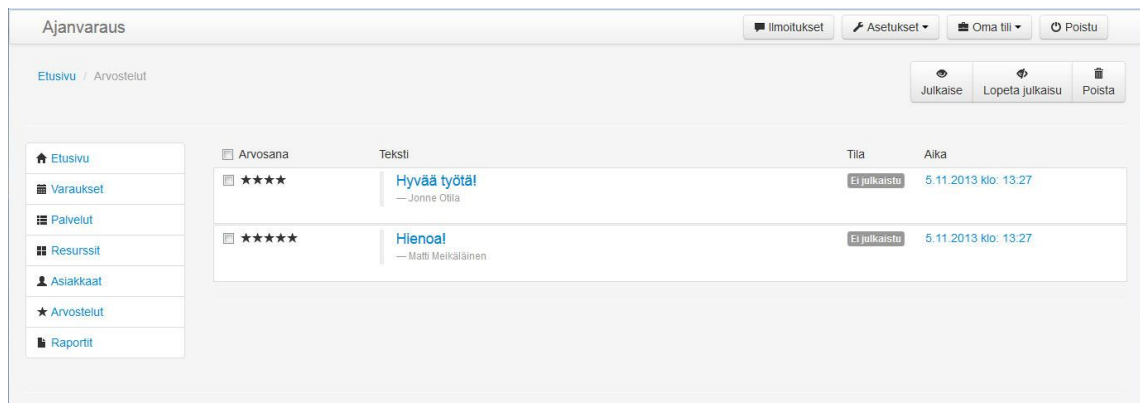 Ajanvaraus Ilmoitukset Asetukset Oma tili Poistu
Etusivu / Arvostelut Julkaise Lopeta julkaisu Poista
Etusivu
Varaukset
Palvelut
Resurssit
Asiakkaat
Arvostelut
Raportit
Arvosana Teksti Tila Aika
★★★★ Hyvää työtä! Ei julkaistu 5.11.2013 klo: 13:27
— Jonne Otila
★★★★★ Hienoa! Ei julkaistu 5.11.2013 klo: 13:27
— Matti Meikäläinen